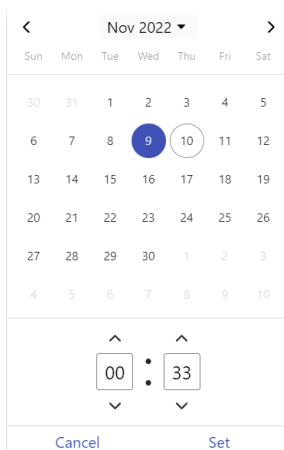 Nov 2022
Sun Mon Tue Wed Thu Fri Sat
30 31 1 2 3 4 5
6 7 8 9 10 11 12
13 14 15 16 17 18 19
20 21 22 23 24 25 26
27 28 29 30 1 2 3
4 5 6 7 8 9 10
00 : 33
Cancel Set